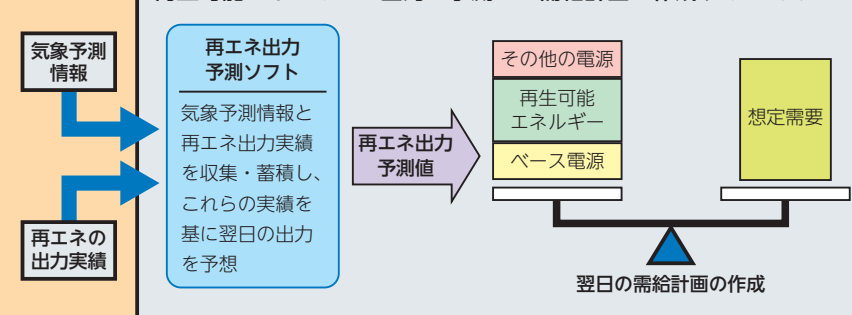 気象予測
情報
再エネの
出力実績
再エネ出力
予測ソフト
気象予測情報と
再エネ出力実績
を収集・蓄積し、
これらの実績を
基に翌日の出力
を予想
再エネ出力
予測値
その他の電源
再生可能
エネルギー
ベース電源
想定需要
翌日の需給計画の作成